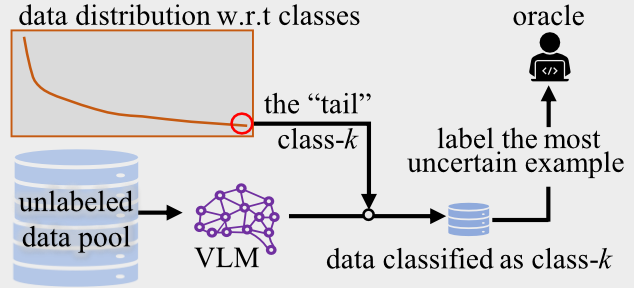 data distribution w.r.t classes
oracle
</>
the “tail”
class-k
label the most
uncertain example
unlabeled
data pool
VLM
data classified as class-k